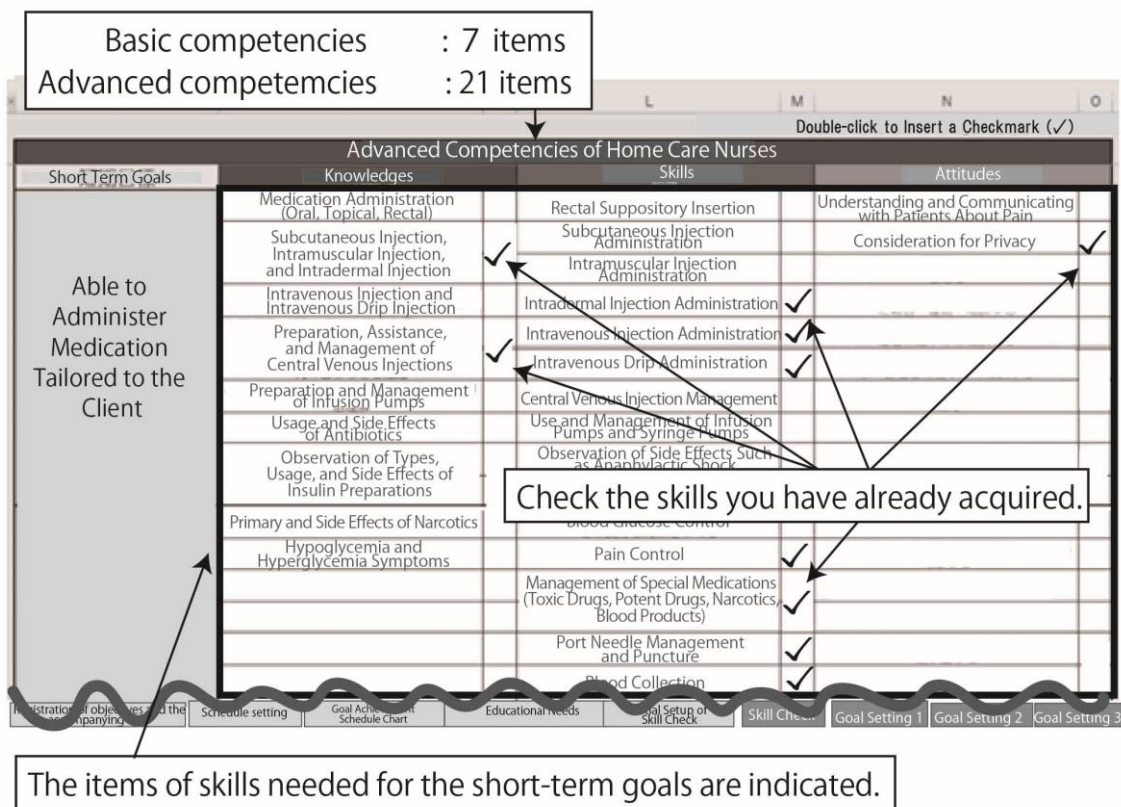 Basic competencies : 7 items
Advanced competemcies : 21 items
L M N O
Double-click to Insert a Checkmark (✓)
Advanced Competencies of Home Care Nurses
Short Term Goals Knowledges Skills Attitudes
Able to
Administer
Medication
Tailored to the
Client
Medication Administration
(Oral, Topical, Rectal)
Subcutaneous Injection,
Intramuscular Injection,
and Intradermal Injection ✓
Intravenous Injection and
Intravenous Drip Injection
Preparation, Assistance,
and Management of
Central Venous Injections ✓
Preparation and Management
of Infusion Pumps
Usage and Side Effects
of Antibiotics
Observation of Types,
Usage, and Side Effects of
Insulin Preparations
Primary and Side Effects of Narcotics
Hypoglycemia and
Hyperglycemia Symptoms
Rectal Suppository Insertion
Subcutaneous Injection
Administration
Intramuscular Injection
Administration
Intradermal Injection Administration ✓
Intravenous Injection Administration ✓
Intravenous Drip Administration ✓
Central Venous Injection Management
Use and Management of Infusion
Pumps and Syringe Pumps
Observation of Side Effects Such
as Anaphylactic Shock
Blood Glucose Control
Pain Control ✓
Management of Special Medications
(Toxic Drugs, Potent Drugs, Narcotics,
Blood Products) ✓
Port Needle Management
and Puncture ✓
Blood Collection ✓
Understanding and Communicating
with Patients About Pain
Consideration for Privacy ✓
Check the skills you have already acquired.
Registration of objectives and the
accompanying
Schedule setting
Goal Achievement
Schedule Chart
Educational Needs
Goal Setup of
Skill Check
Skill Check
Goal Setting 1
Goal Setting 2
Goal Setting 3
The items of skills needed for the short-term goals are indicated.